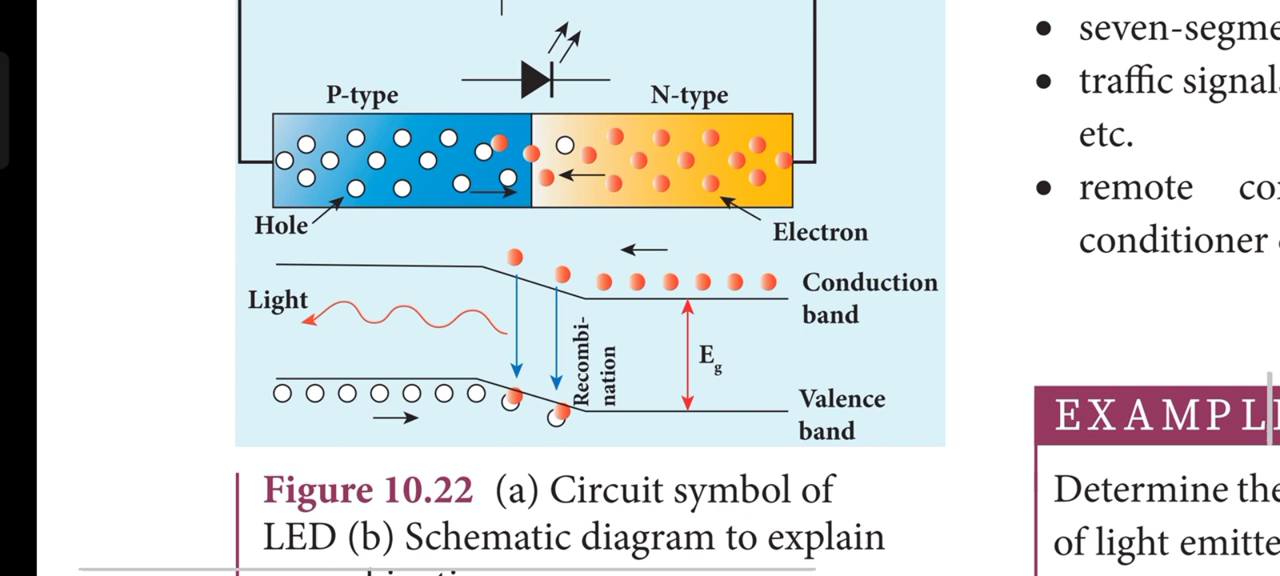 P-type
N-type
Hole
Electron
Conduction
band
Light
Recombi-
nation
Eg
Valence
band
Figure 10.22 (a) Circuit symbol of
LED (b) Schematic diagram to explain
seven-segme
traffic signal
etc.
remote co
conditioner
EXAMPL
Determine the
of light emitte